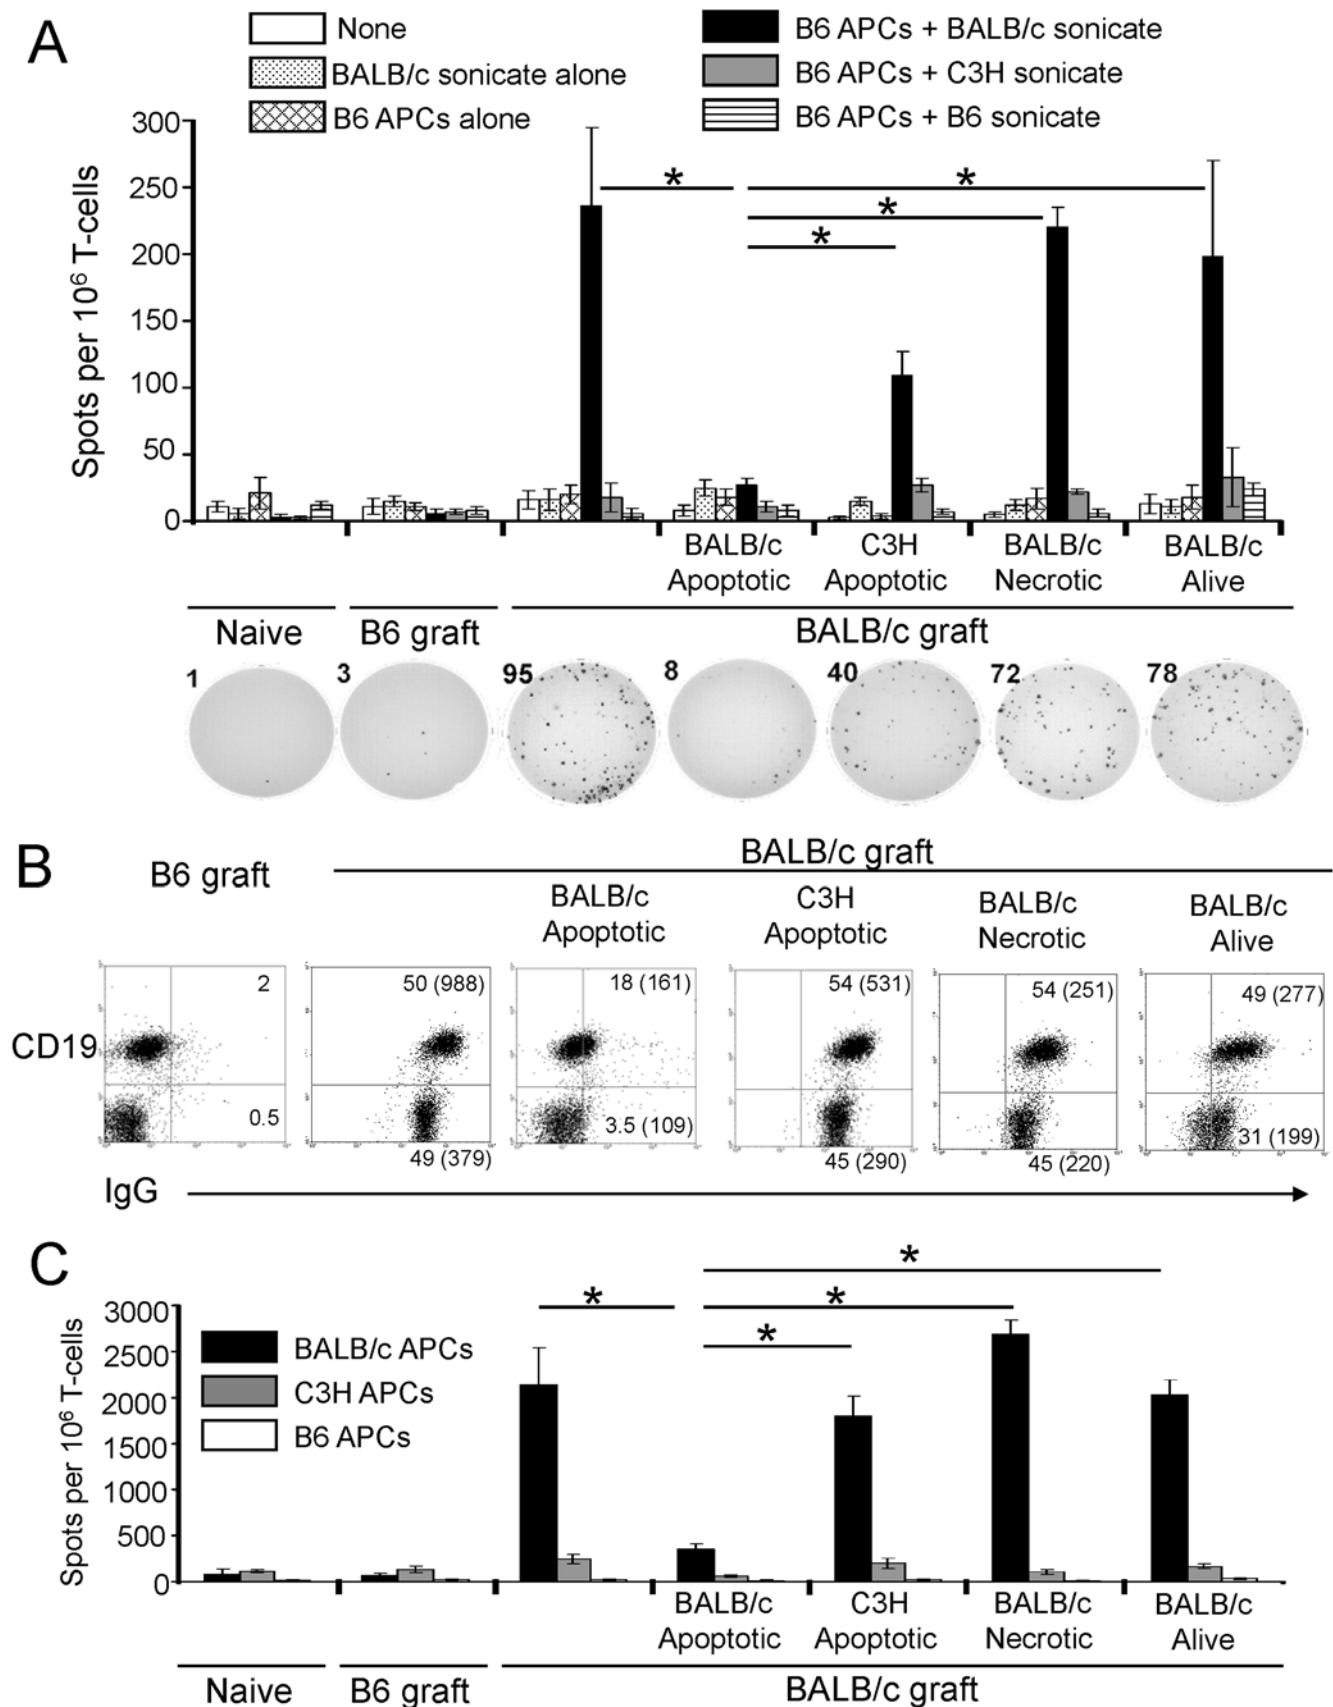 A
None
BALB/c sonicate alone
B6 APCs alone
B6 APCs + BALB/c sonicate
B6 APCs + C3H sonicate
B6 APCs + B6 sonicate
Spots per 10⁶ T-cells
300
250
200
150
100
50
0
* * * *
BALB/c Apoptotic
C3H Apoptotic
BALB/c Necrotic
BALB/c Alive
Naive B6 graft BALB/c graft
1 3 95 8 40 72 78
B
B6 graft
BALB/c graft
BALB/c Apoptotic
C3H Apoptotic
BALB/c Necrotic
BALB/c Alive
CD19
2 50 (988) 18 (161) 54 (531) 54 (251) 49 (277)
0.5 49 (379) 3.5 (109) 45 (290) 45 (220) 31 (199)
IgG
C
BALB/c APCs
C3H APCs
B6 APCs
Spots per 10⁶ T-cells
3000
2500
2000
1500
1000
500
0
* * * *
BALB/c Apoptotic
C3H Apoptotic
BALB/c Necrotic
BALB/c Alive
Naive B6 graft BALB/c graft